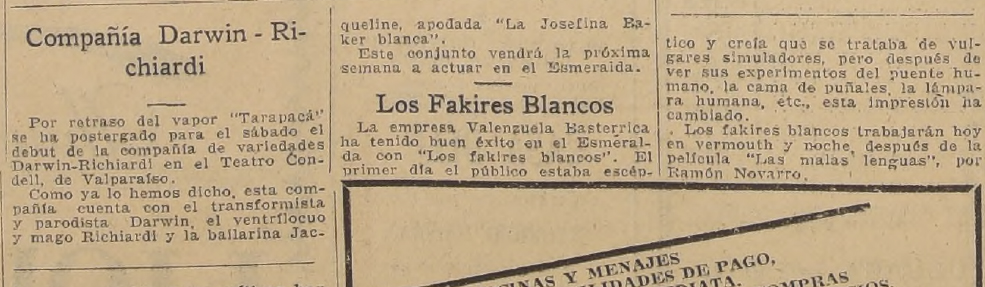 Compañía Darwin - Ri-
chiardi
Por retraso del vapor "Tarapacá"
se ha postergado para el sábado el
debut de la compañía de variedades
Darwin-Richiardi en el Teatro Con-
dell, de Valparaíso.
Como ya lo hemos dicho, esta com-
pañía cuenta con el transformista
y parodista Darwin, el ventrílocuo
y mago Richiardi y la bailarina Jac-
queline, apodada "La Josefina Ba-
ker blanca".
Este conjunto vendrá la próxima
semana a actuar en el Esmeralda.
Los Fakires Blancos
La empresa Valenzuela Basterrica
ha tenido buen éxito en el Esmeral-
da con "Los fakires blancos". El
primer día el público estaba escép-
tico y creía que se trataba de vul-
gares simuladores, pero después de
ver sus experimentos del puente hu-
mano, la cama de puñales, la lámpa-
ra humana, etc., esta impresión ha
cambiado.
Los fakires blancos trabajarán hoy
en vermouth y noche, después de la
película "Las malas lenguas", por
Ramón Novarro.
Y MENAJES
DE PAGO,